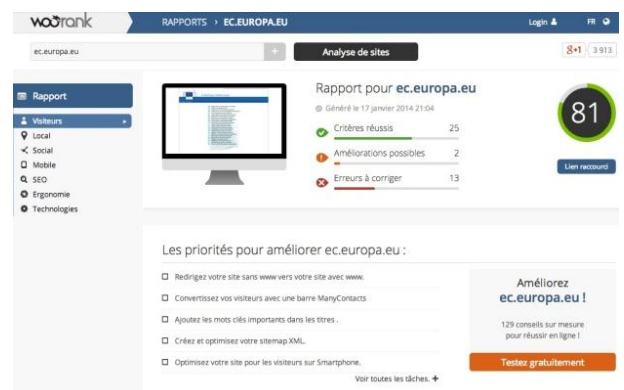 woorank
RAPPORTS › EC.EUROPA.EU
Login
FR
ec.europa.eu
+
Analyse de sites
g+1
3 913
Rapport
Visiteurs
Local
Social
Mobile
SEO
Ergonomie
Technologies
Rapport pour ec.europa.eu
Généré le 17 janvier 2014 21:04
Critères réussis 25
Améliorations possibles 2
Erreurs à corriger 13
81
Lien raccourci
Les priorités pour améliorer ec.europa.eu :
Redirigez votre site sans www vers votre site avec www.
Convertissez vos visiteurs avec une barre ManyContacts
Ajoutez les mots clés importants dans les titres .
Créez et optimisez votre sitemap XML.
Optimisez votre site pour les visiteurs sur Smartphone.
Voir toutes les tâches. +
Améliorez
ec.europa.eu !
129 conseils sur mesure
pour réussir en ligne !
Testez gratuitement